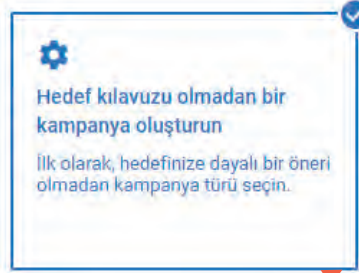 Hedef kılavuzu olmadan bir
kampanya oluşturun
İlk olarak, hedefinize dayalı bir öneri
olmadan kampanya türü seçin.